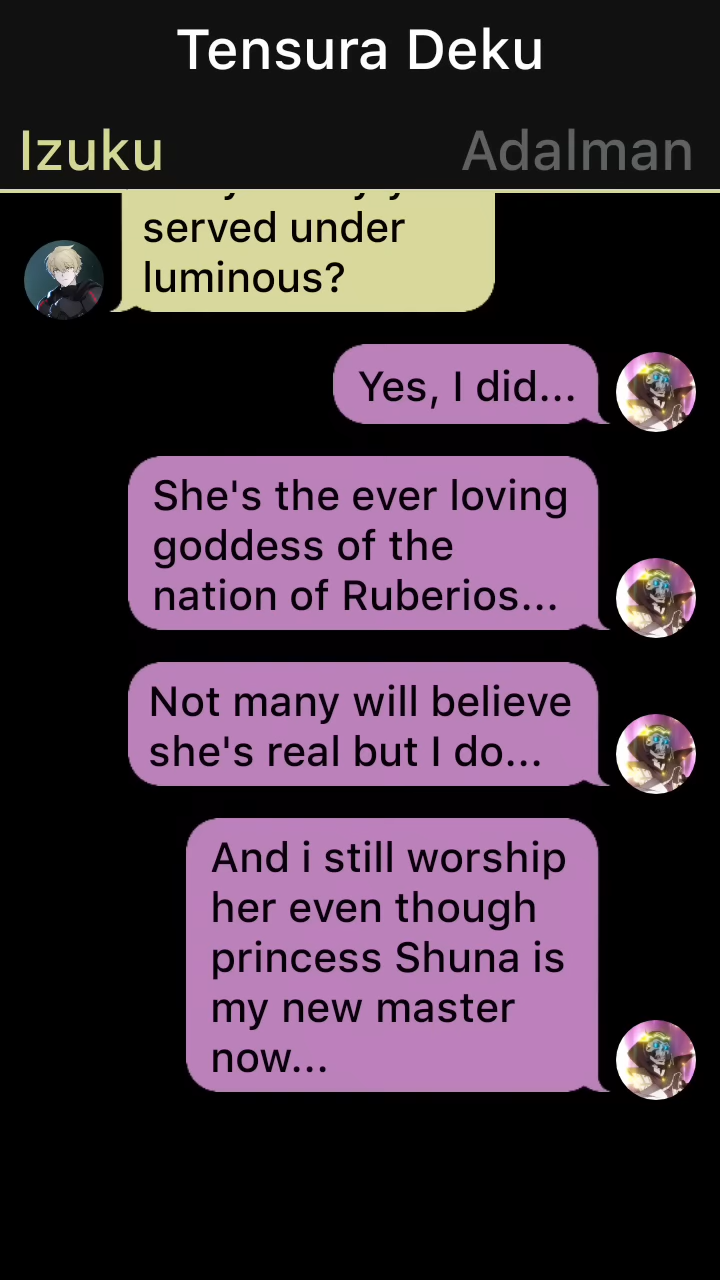 Tensura Deku
Izuku
Adalman
served under
luminous?
Yes, I did...
She's the ever loving
goddess of the
nation of Ruberios...
Not many will believe
she's real but I do...
And i still worship
her even though
princess Shuna is
my new master
now...